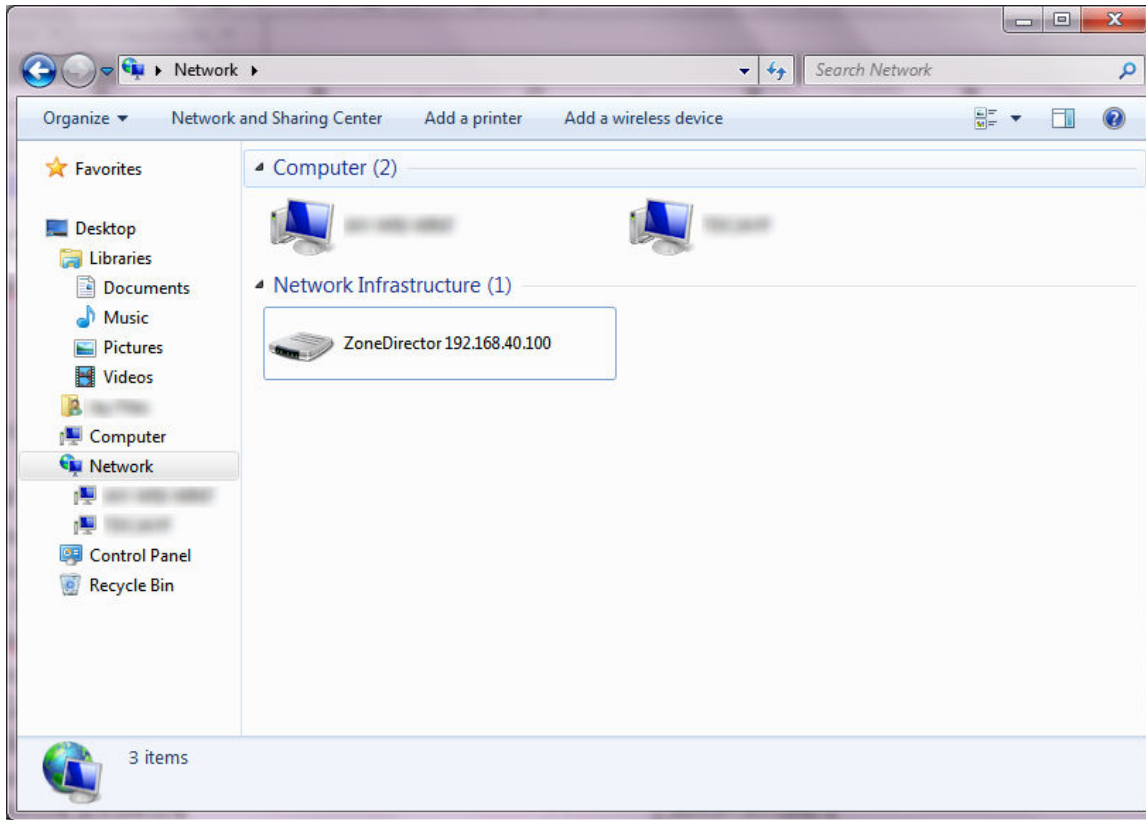 Network
Search Network
Organize
Network and Sharing Center
Add a printer
Add a wireless device
Favorites
Desktop
Libraries
Documents
Music
Pictures
Videos
Computer
Network
Control Panel
Recycle Bin
Computer (2)
Network Infrastructure (1)
ZoneDirector 192.168.40.100
3 items